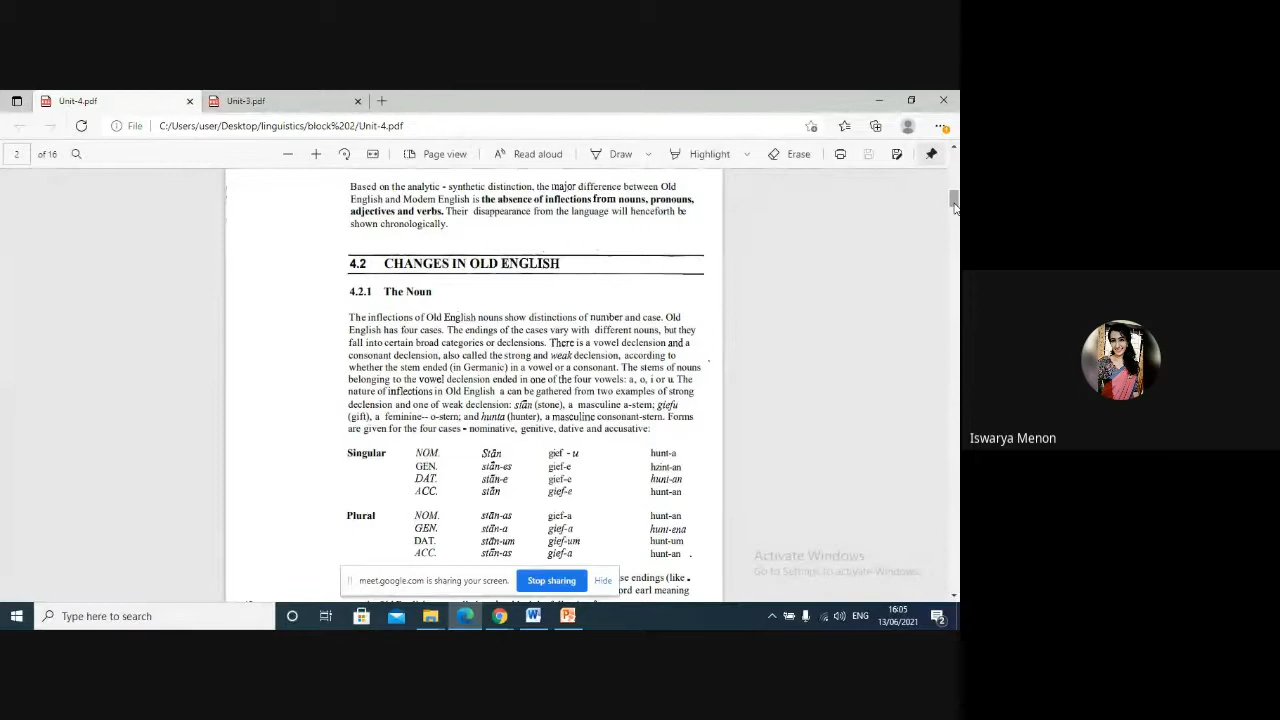 Unit-4.pdf
Unit-3.pdf
File C:/Users/user/Desktop/linguistics/block%202/Unit-4.pdf
2 of 16 Page view Read aloud Draw Highlight Erase
Based on the analytic - synthetic distinction, the major difference between Old
English and Modem English is the absence of inflections from nouns, pronouns,
adjectives and verbs. Their disappearance from the language will henceforth be
shown chronologically.
4.2 CHANGES IN OLD ENGLISH
4.2.1 The Noun
The inflections of Old English nouns show distinctions of number and case. Old
English has four cases. The endings of the cases vary with different nouns, but they
fall into certain broad categories or declensions. There is a vowel declension and a
consonant declension, also called the strong and weak declension, according to
whether the stem ended (in Germanic) in a vowel or a consonant. The stems of nouns
belonging to the vowel declension ended in one of the four vowels: a, o, i or u. The
nature of inflections in Old English a can be gathered from two examples of strong
declension and one of weak declension: stān (stone), a masculine a-stem; giefu
(gift), a feminine-- o-stem; and hunta (hunter), a masculine consonant-stem. Forms
are given for the four cases - nominative, genitive, dative and accusative:
Singular NOM. Stān gief - u hunt-a
GEN. stān-es gief-e hzint-an
DAT. stān-e gief-e hunt-an
ACC. stān gief-e hunt-an
Plural NOM. stān-as gief-a hunt-an
GEN. stān-a gief-a hunt-ena
DAT. stān-um gief-um hunt-um
ACC. stān-as gief-a hunt-an .
se endings (like
ord earl meaning
meet.google.com is sharing your screen. Stop sharing Hide
Activate Windows
Go to Settings to activate Windows.
Iswarya Menon
Type here to search
ENG
16:05
13/06/2021
2